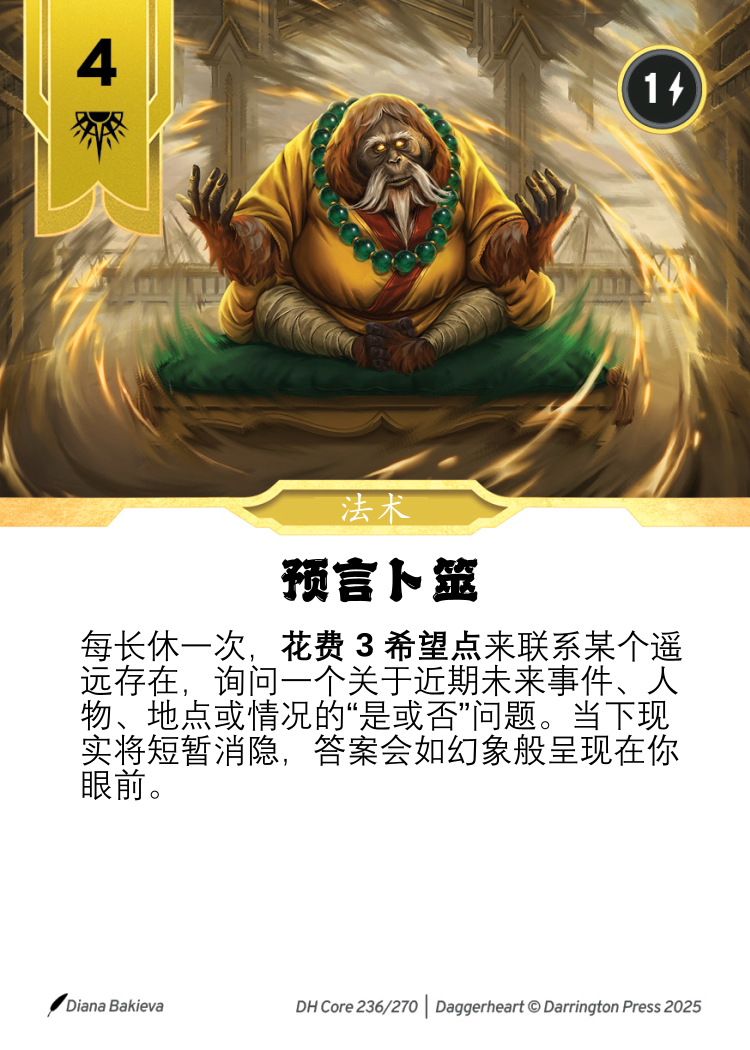 4
1
法术
预言卜筮
每长休一次，花费 3 希望点来联系某个遥
远存在，询问一个关于近期未来事件、人
物、地点或情况的“是或否”问题。当下现
实将短暂消隐，答案会如幻象般呈现在你
眼前。
Diana Bakieva
DH Core 236/270 | Daggerheart © Darrington Press 2025